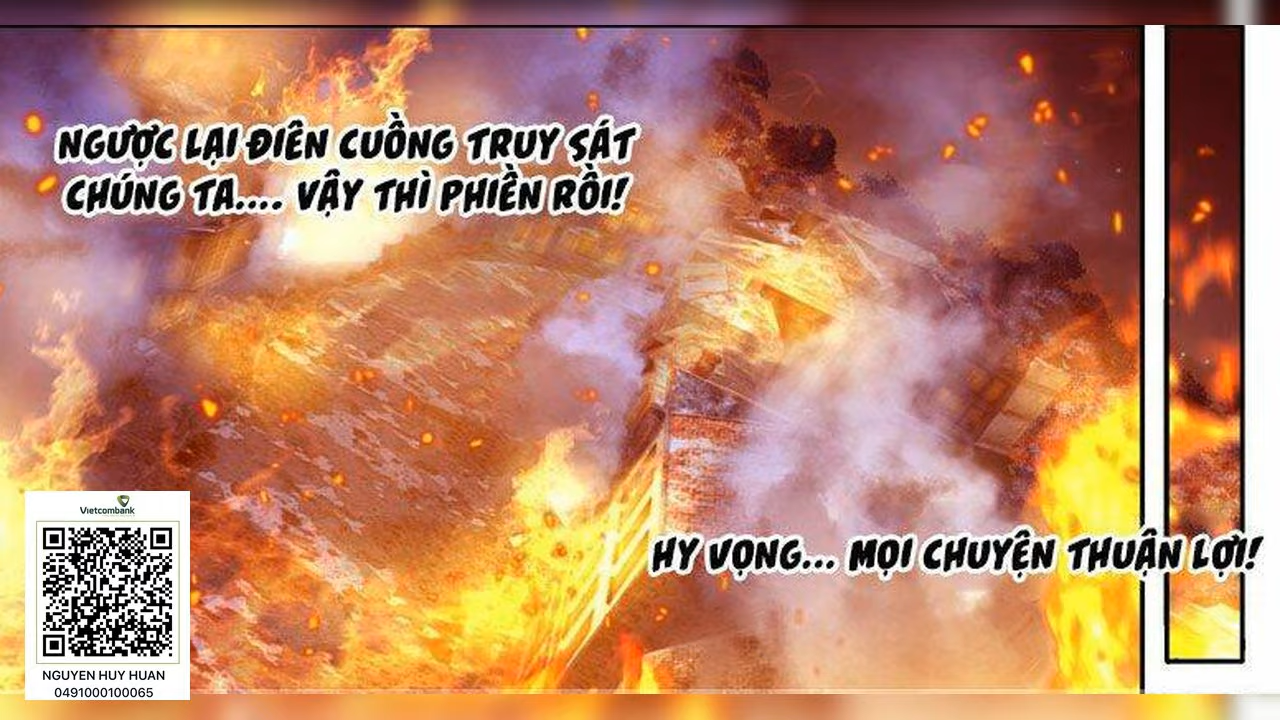 NGƯỢC LẠI ĐIÊN CUỒNG TRUY SÁT
CHÚNG TA.... VẬY THÌ PHIỀN RỒI!
HY VỌNG... MỌI CHUYỆN THUẬN LỢI!
Vietcombank
NGUYEN HUY HUAN
0491000100065